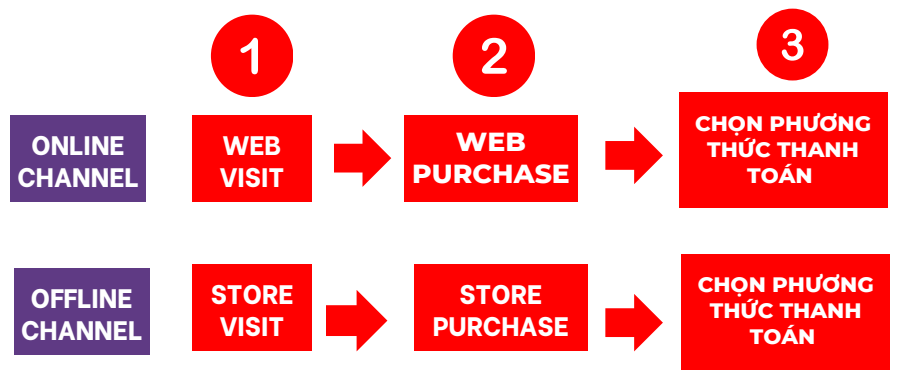 1
2
3
ONLINE
CHANNEL
WEB
VISIT
WEB
PURCHASE
CHỌN PHƯƠNG
THỨC THANH
TOÁN
OFFLINE
CHANNEL
STORE
VISIT
STORE
PURCHASE
CHỌN PHƯƠNG
THỨC THANH
TOÁN